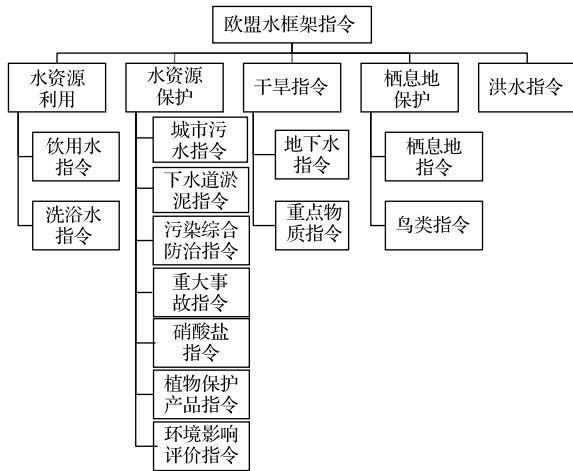 欧盟水框架指令
水资源
利用
水资源
保护
干旱指令
栖息地
保护
洪水指令
饮用水
指令
洗浴水
指令
城市污
水指令
下水道淤
泥指令
污染综合
防治指令
重大事
故指令
硝酸盐
指令
植物保护
产品指令
环境影响
评价指令
地下水
指令
重点物
质指令
栖息地
指令
鸟类指令